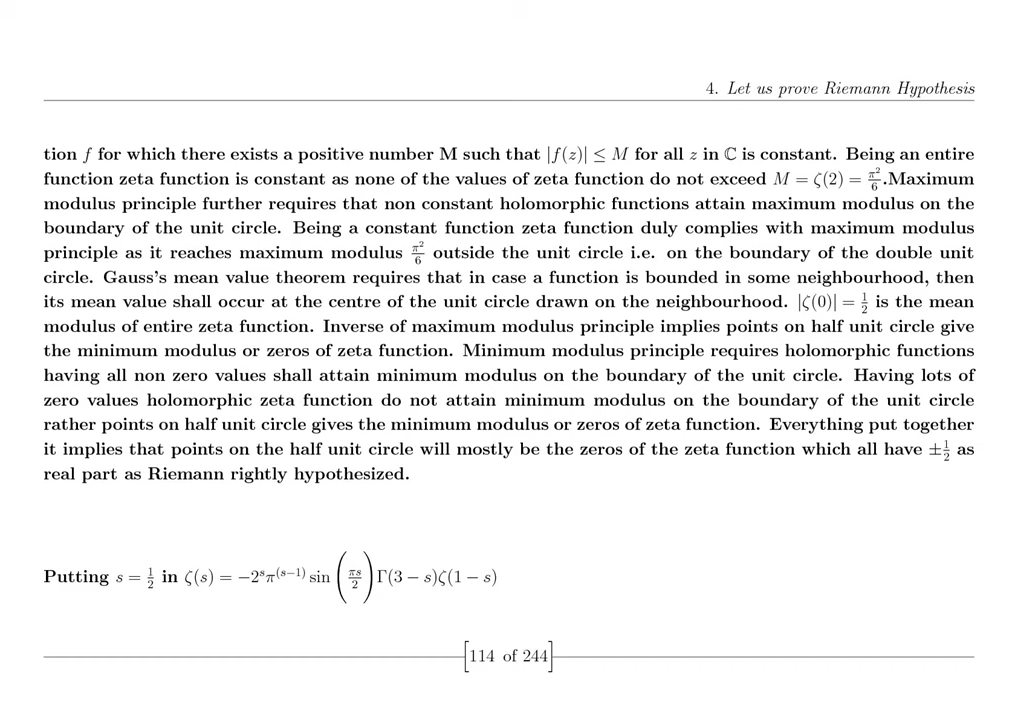 4. Let us prove Riemann Hypothesis
tion f for which there exists a positive number M such that |f(z)| ≤ M for all z in ℂ is constant. Being an entire
function zeta function is constant as none of the values of zeta function do not exceed M = ζ(2) = π²/6.Maximum
modulus principle further requires that non constant holomorphic functions attain maximum modulus on the
boundary of the unit circle. Being a constant function zeta function duly complies with maximum modulus
principle as it reaches maximum modulus π²/6 outside the unit circle i.e. on the boundary of the double unit
circle. Gauss's mean value theorem requires that in case a function is bounded in some neighbourhood, then
its mean value shall occur at the centre of the unit circle drawn on the neighbourhood. |ζ(0)| = 1/2 is the mean
modulus of entire zeta function. Inverse of maximum modulus principle implies points on half unit circle give
the minimum modulus or zeros of zeta function. Minimum modulus principle requires holomorphic functions
having all non zero values shall attain minimum modulus on the boundary of the unit circle. Having lots of
zero values holomorphic zeta function do not attain minimum modulus on the boundary of the unit circle
rather points on half unit circle gives the minimum modulus or zeros of zeta function. Everything put together
it implies that points on the half unit circle will mostly be the zeros of the zeta function which all have ±1/2 as
real part as Riemann rightly hypothesized.
Putting s = 1/2 in ζ(s) = −2^s π^(s−1) sin(πs/2)Γ(3 − s)ζ(1 − s)
[114 of 244]